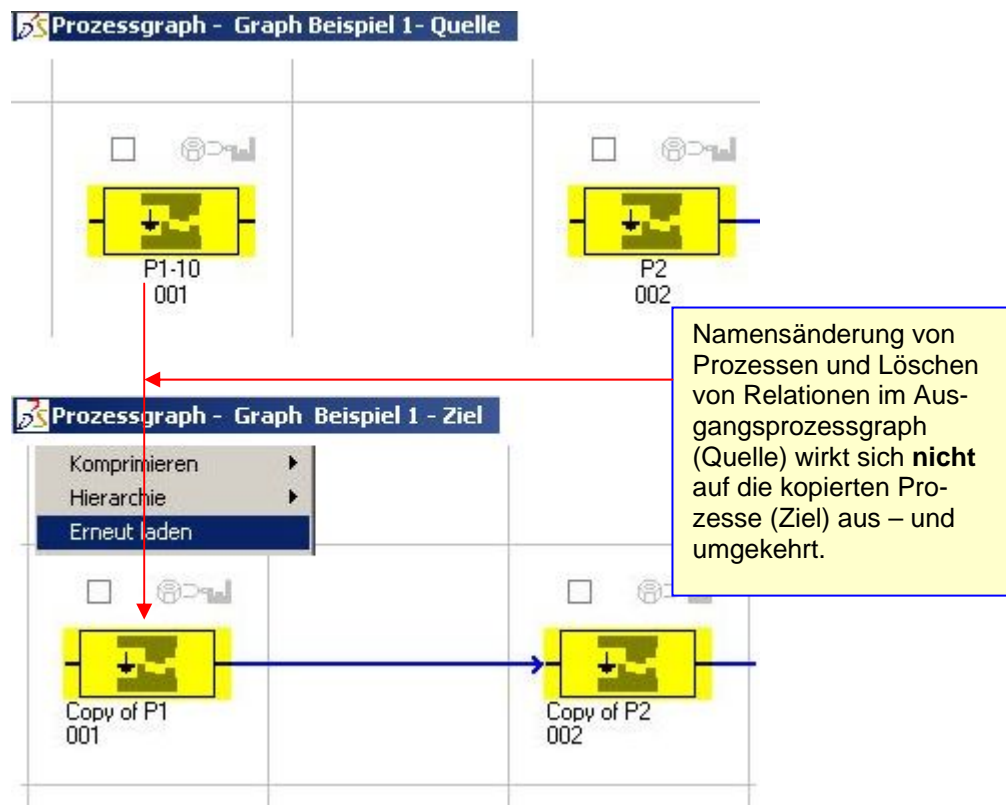 Prozessgraph - Graph Beispiel 1- Quelle
P1-10
001
P2
002
Namensänderung von
Prozessen und Löschen
von Relationen im Aus-
gangsprozessgraph
(Quelle) wirkt sich nicht
auf die kopierten Pro-
zesse (Ziel) aus – und
umgekehrt.
Prozessgraph - Graph Beispiel 1 - Ziel
Komprimieren
Hierarchie
Erneut laden
Copy of P1
001
Copy of P2
002